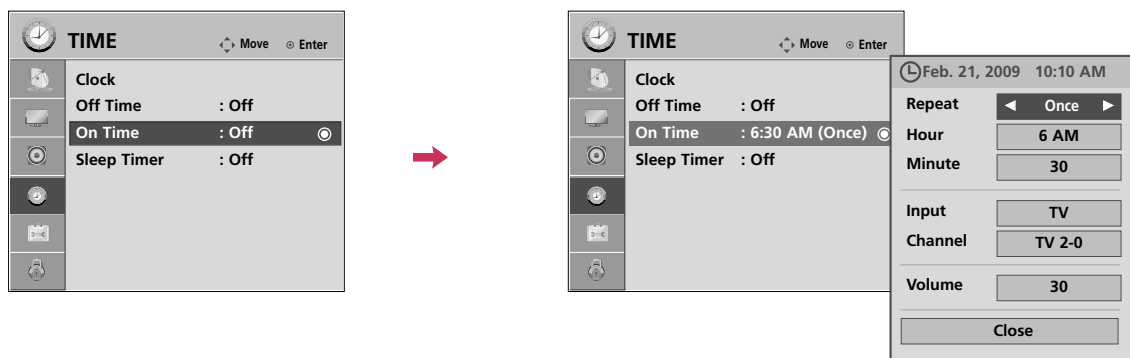 TIME Move Enter
Clock
Off Time : Off
On Time : Off
Sleep Timer : Off
TIME Move Enter
Clock
Off Time : Off
On Time : 6:30 AM (Once)
Sleep Timer : Off
Feb. 21, 2009 10:10 AM
Repeat ◄ Once ►
Hour 6 AM
Minute 30
Input TV
Channel TV 2-0
Volume 30
Close